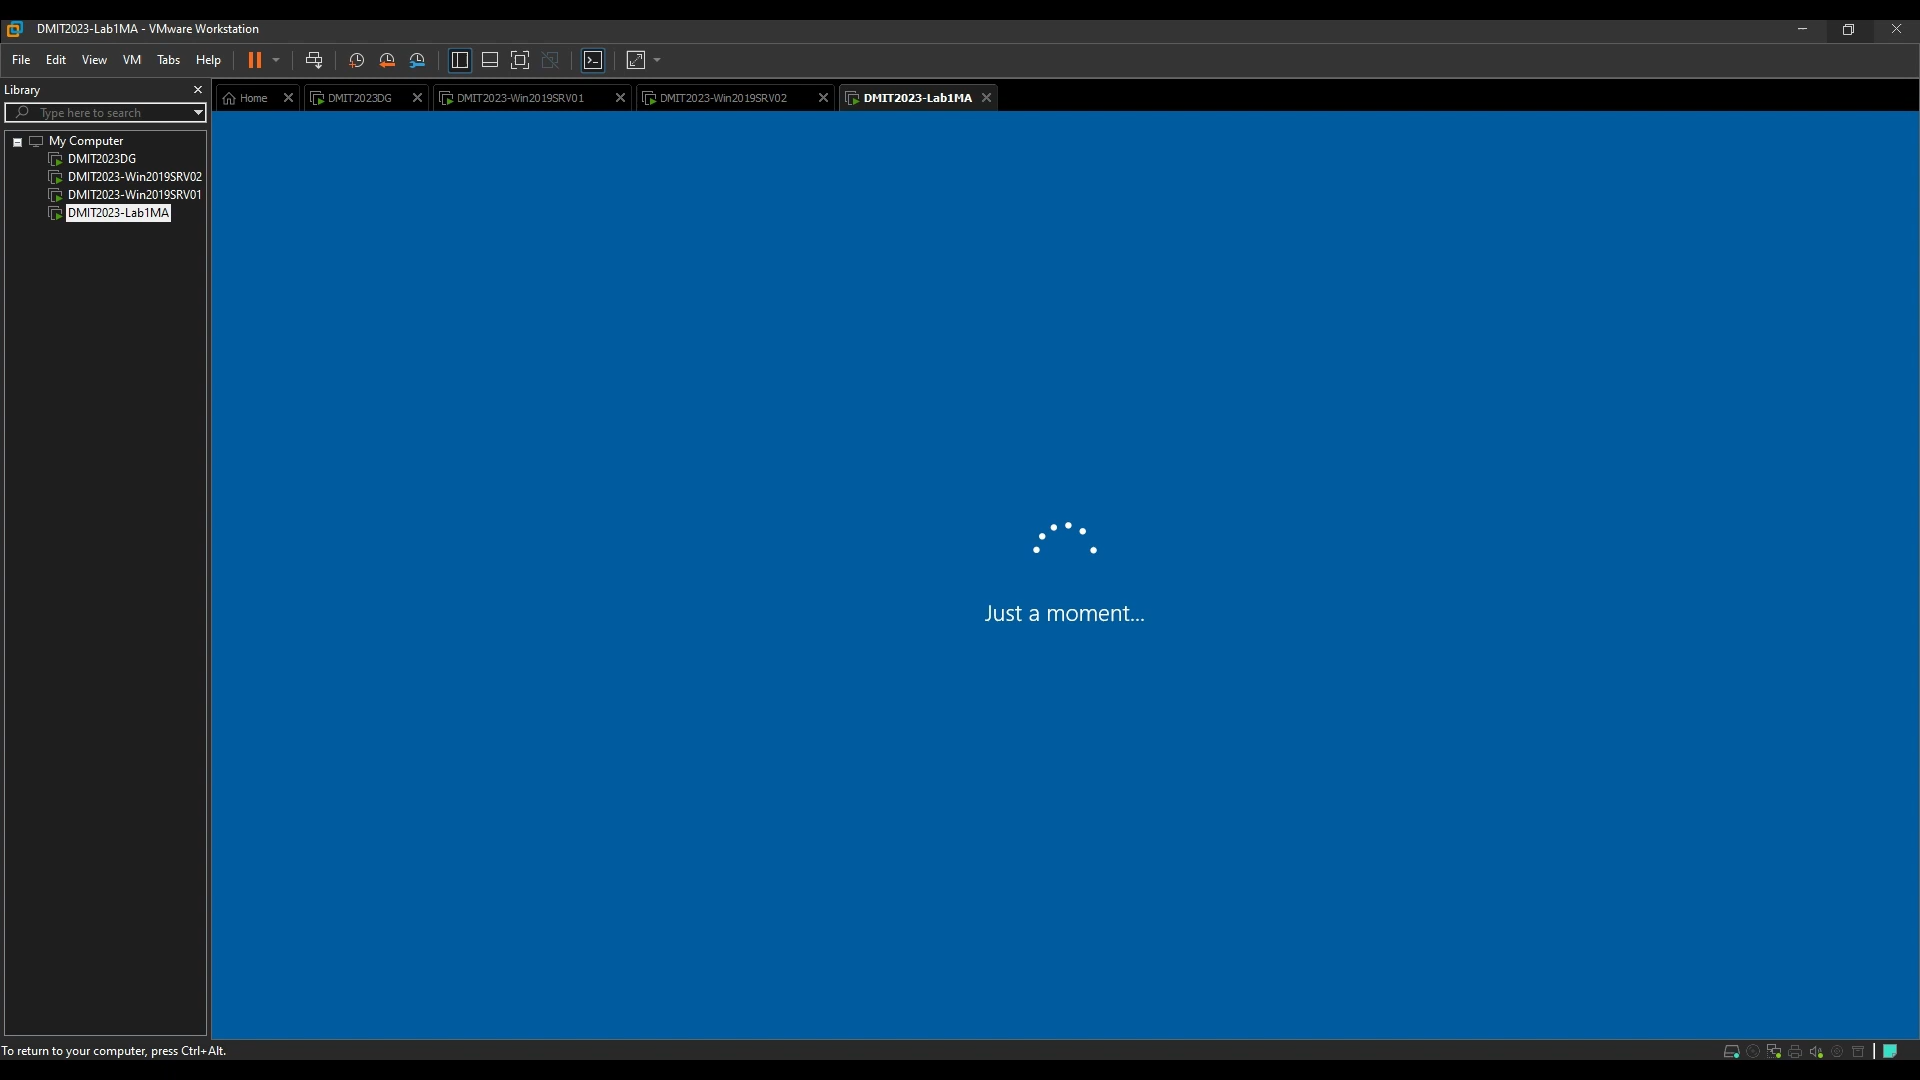 DMIT2023-Lab1MA - VMware Workstation
File Edit View VM Tabs Help
Library
Type here to search
Home DMIT2023DG DMIT2023-Win2019SRV01 DMIT2023-Win2019SRV02 DMIT2023-Lab1MA
My Computer
DMIT2023DG
DMIT2023-Win2019SRV02
DMIT2023-Win2019SRV01
DMIT2023-Lab1MA
Just a moment...
To return to your computer, press Ctrl+Alt.